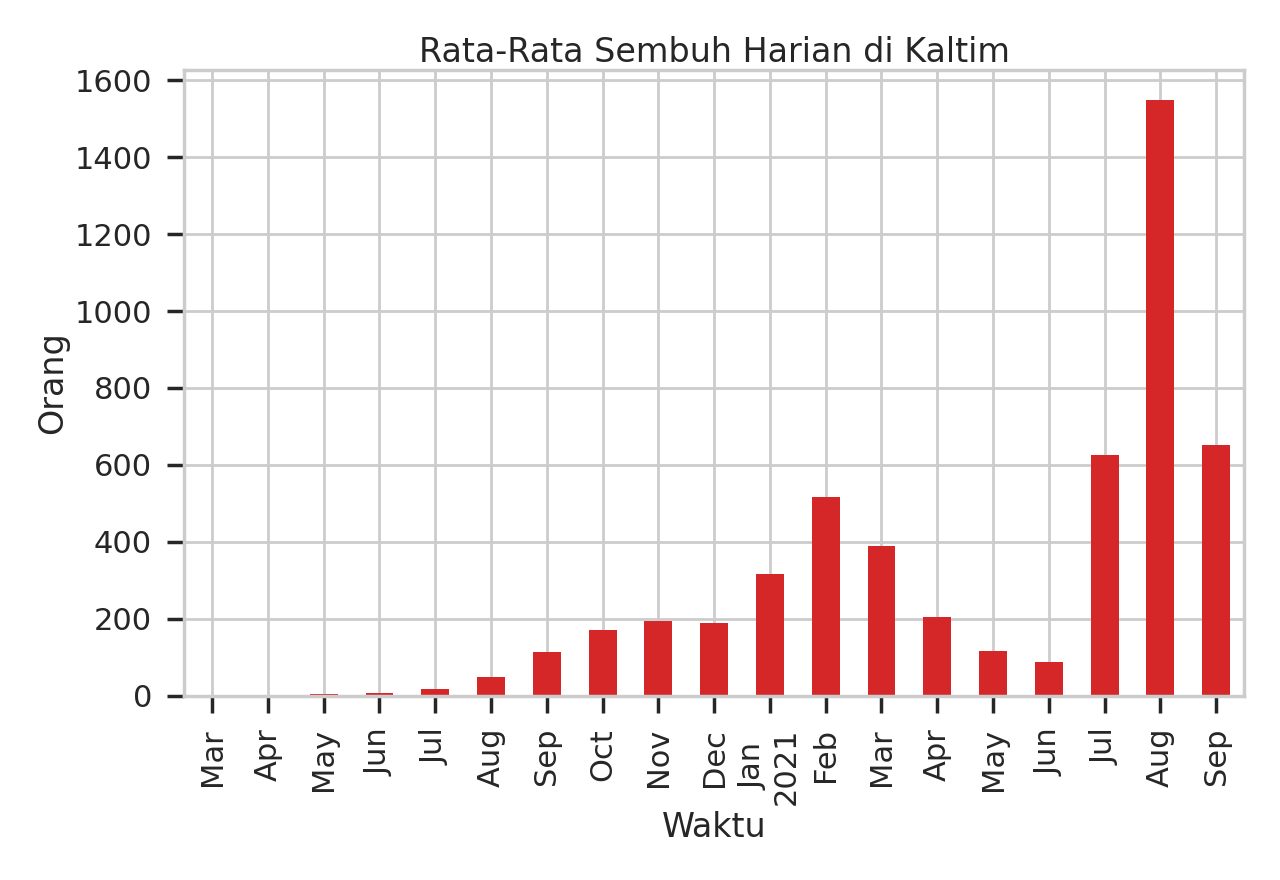 Rata-Rata Sembuh Harian di Kaltim
1600
1400
1200
1000
800
600
400
200
0
Orang
Mar
Apr
May
Jun
Jul
Aug
Sep
Oct
Nov
Dec
Jan
2021
Feb
Mar
Apr
May
Jun
Jul
Aug
Sep
Waktu